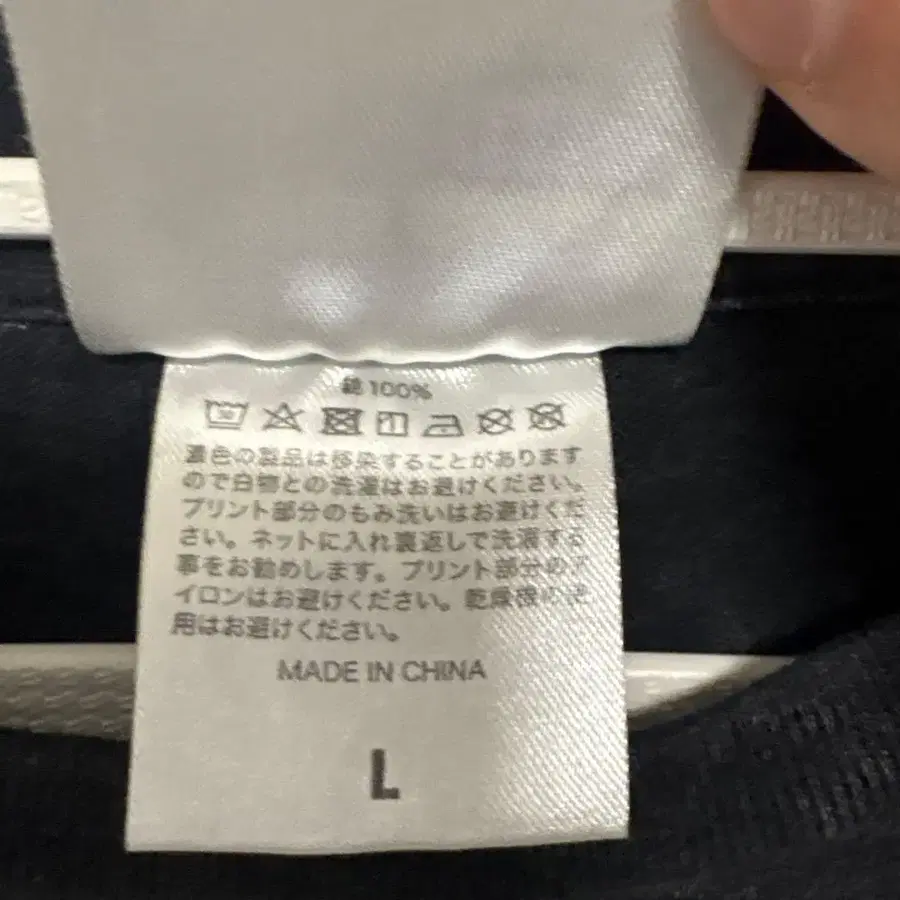 綿100%
濃色の製品は移染することがあります
ので白物との洗濯はお避けください。
プリント部分のもみ洗いはお避けくだ
さい。ネットに入れ裏返しで洗濯する
事をお勧めします。プリント部分のア
イロンはお避けください。乾燥機の使
用はお避けください。
MADE IN CHINA
L